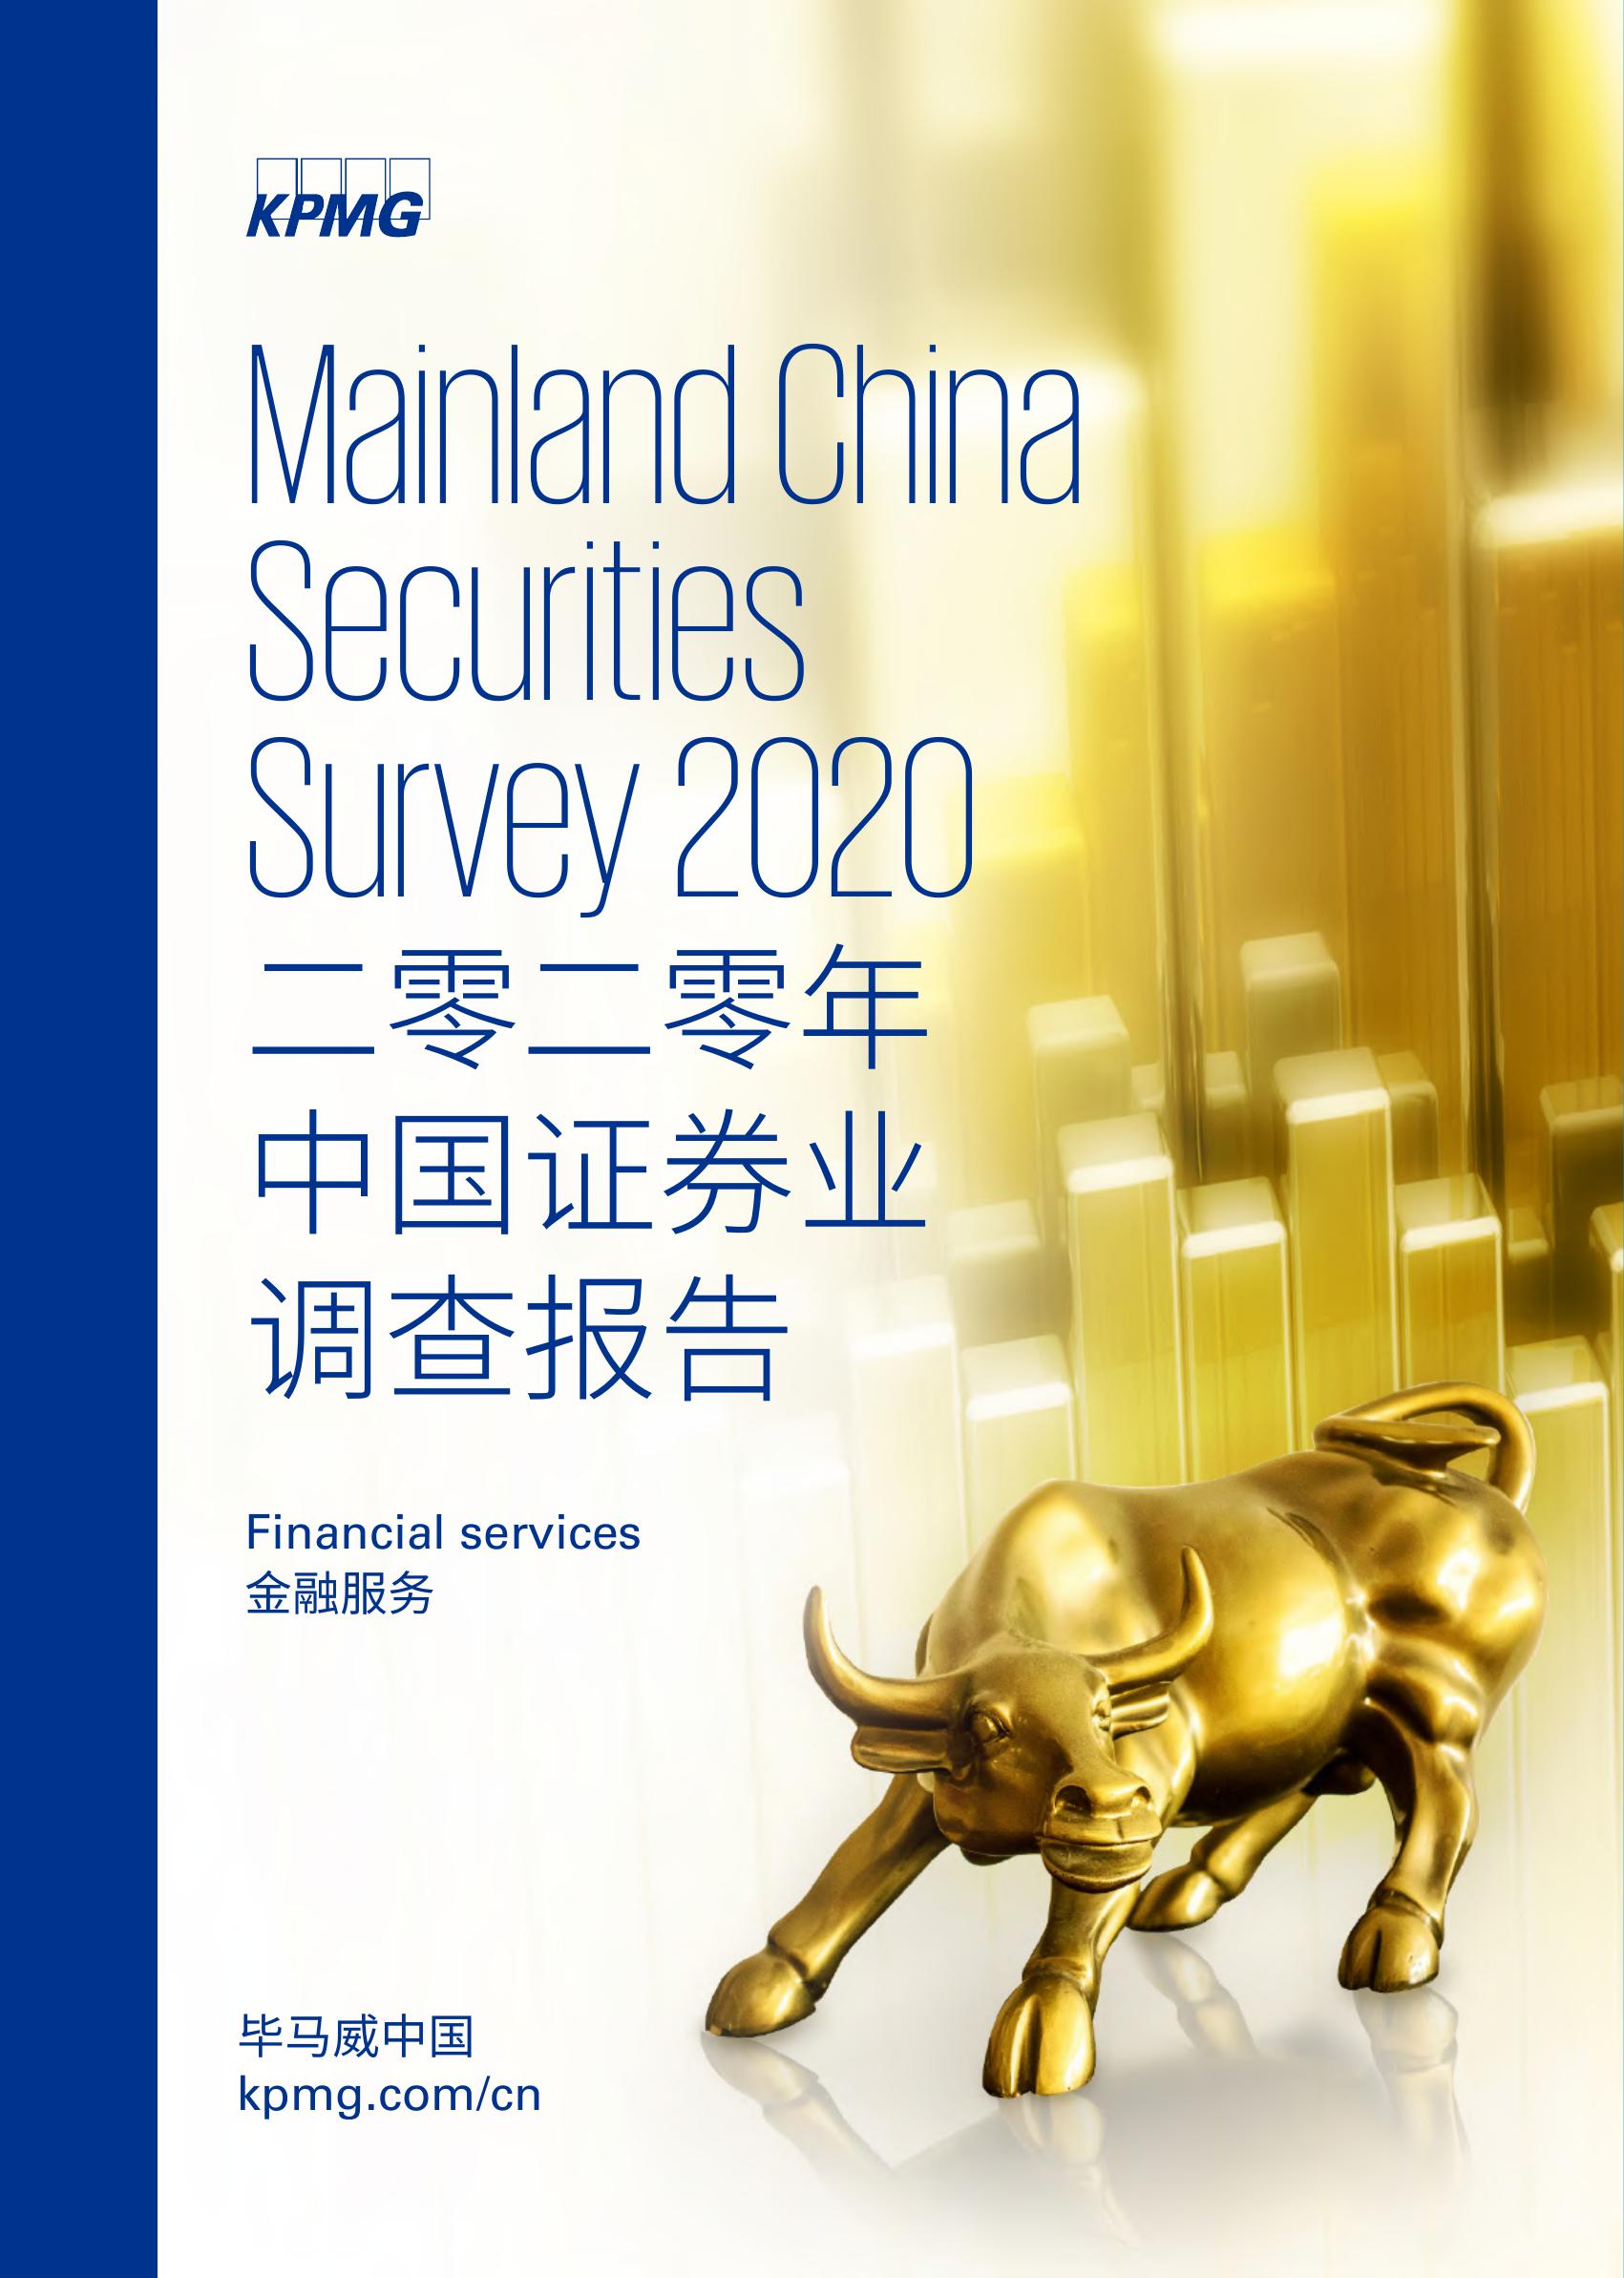 KPMG
Mainland China
Securities
Survey 2020
二零二零年
中国证券业
调查报告
Financial services
金融服务
毕马威中国
kpmg.com/cn